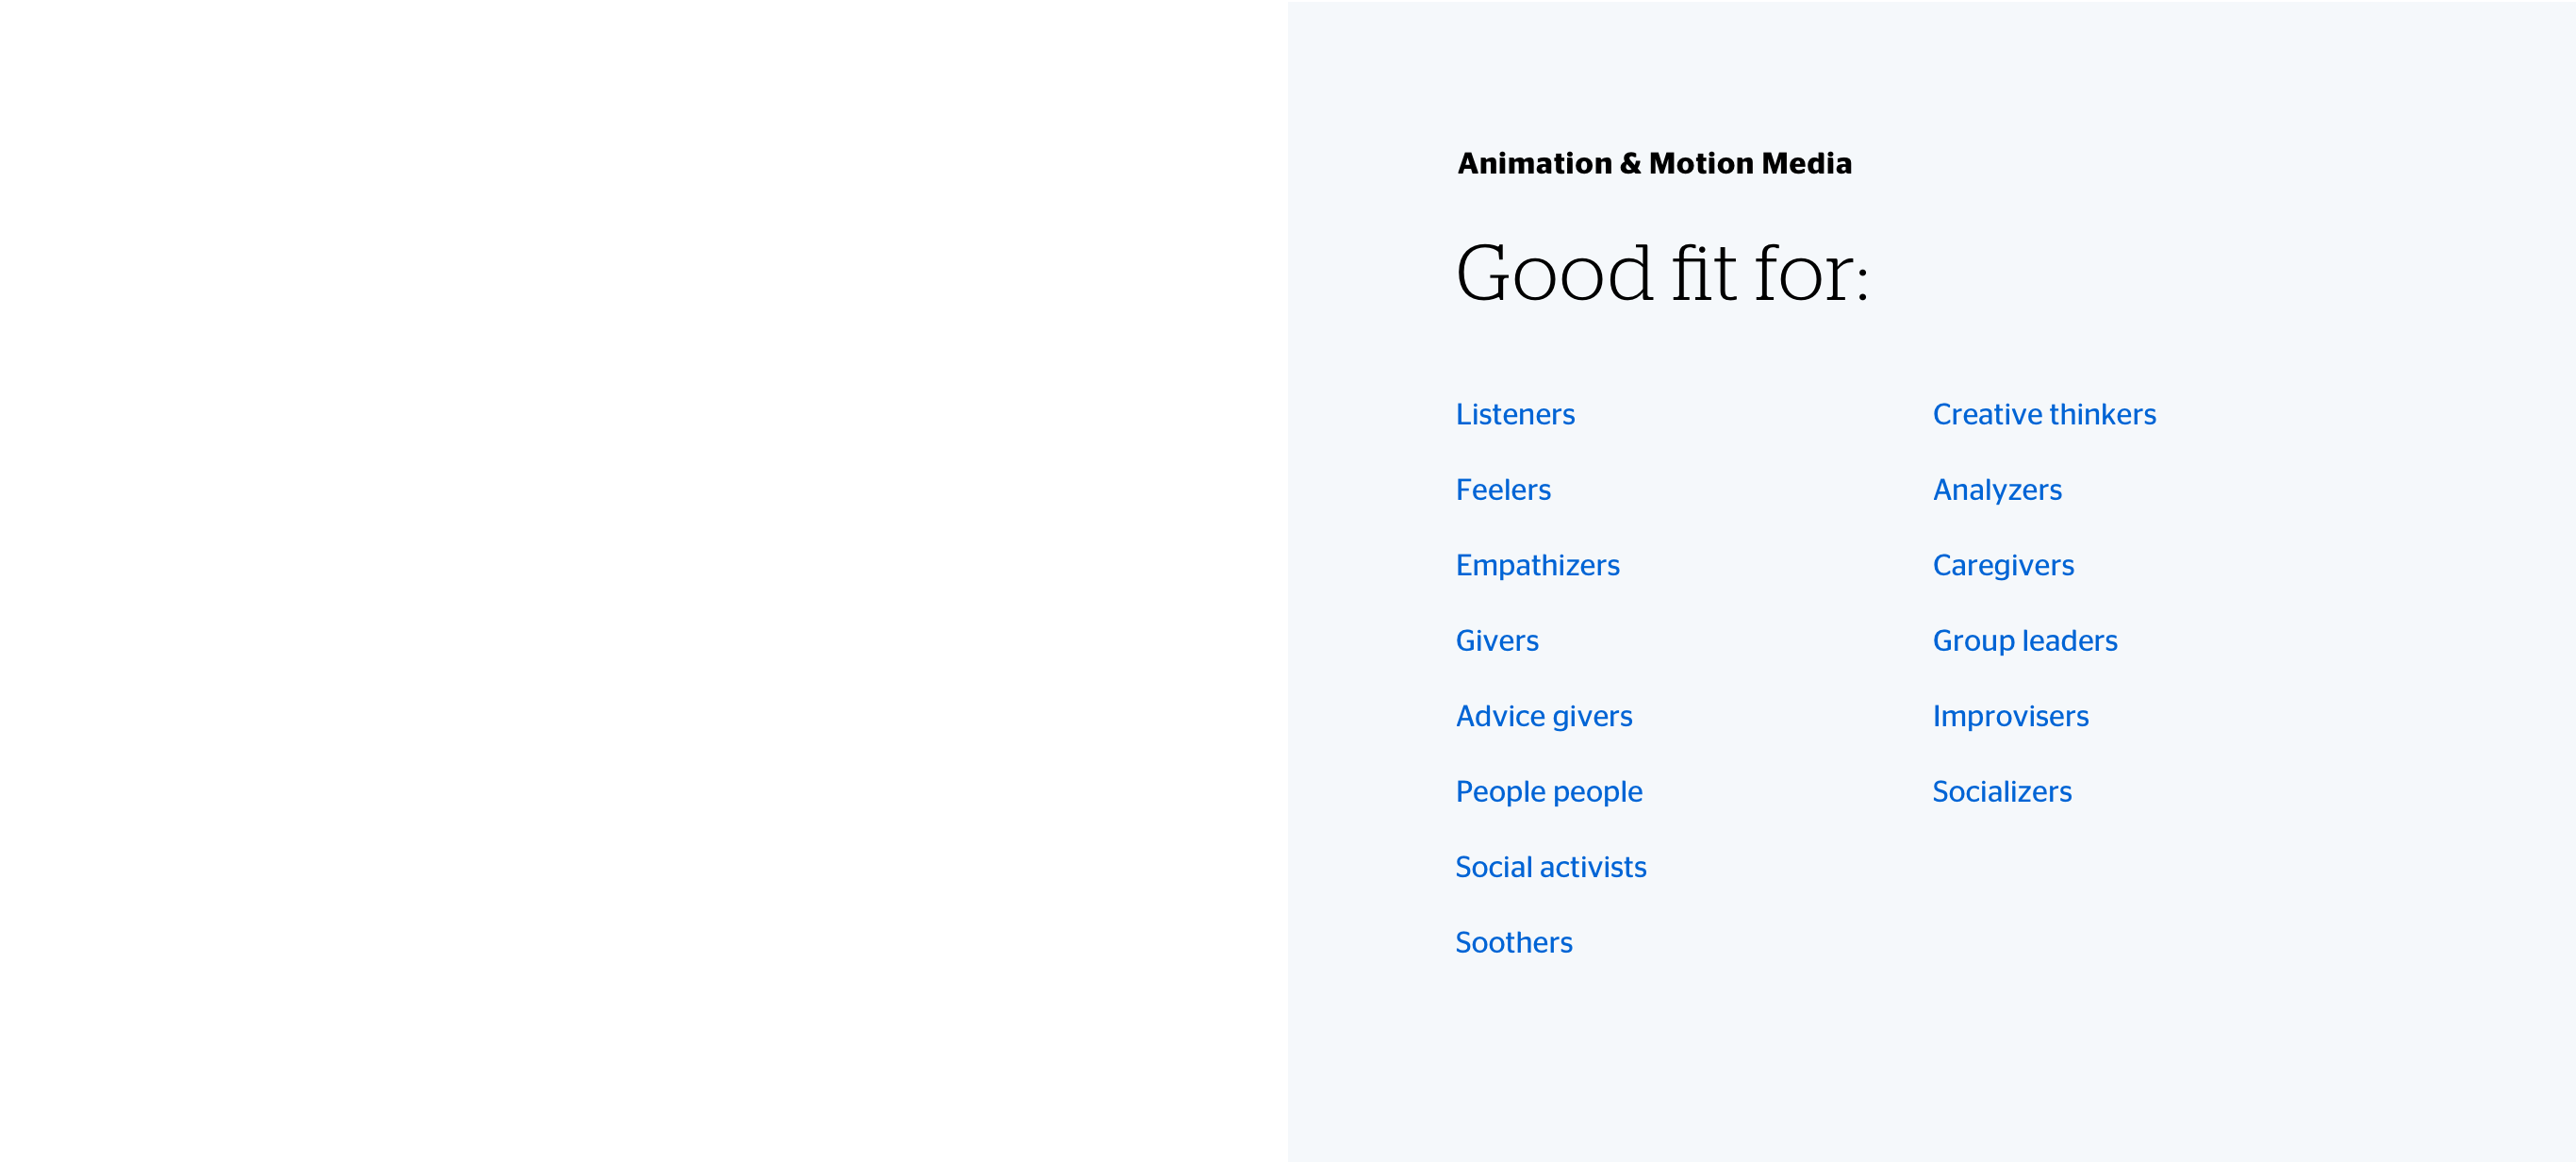 Animation & Motion Media
Good fit for:
Listeners
Feelers
Empathizers
Givers
Advice givers
People people
Social activists
Soothers
Creative thinkers
Analyzers
Caregivers
Group leaders
Improvisers
Socializers